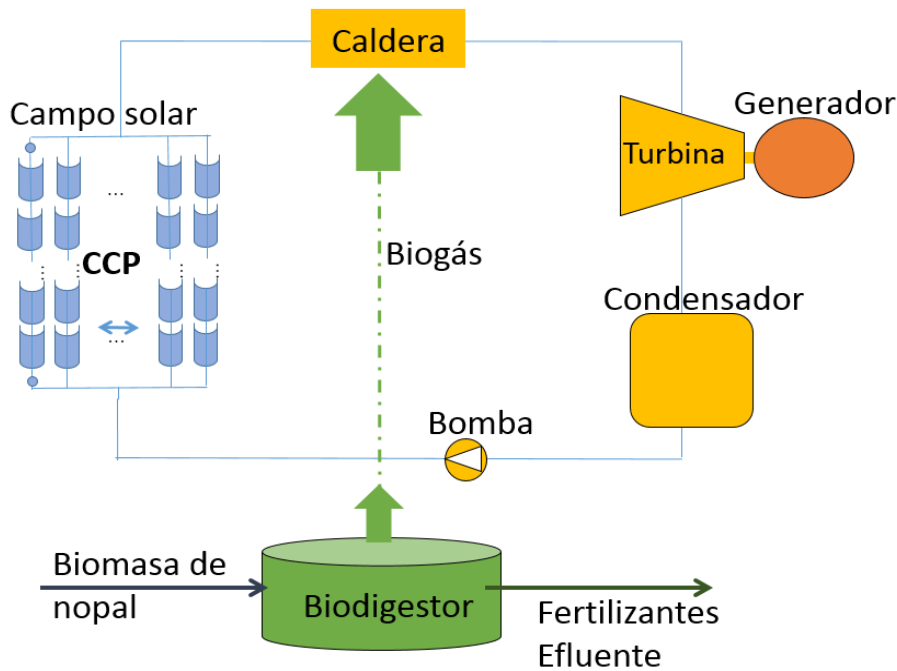 Caldera
Campo solar
Generador
Turbina
...
Biogás
CCP
Condensador
...
Bomba
Biomasa de
nopal
Biodigestor
Fertilizantes
Efluente